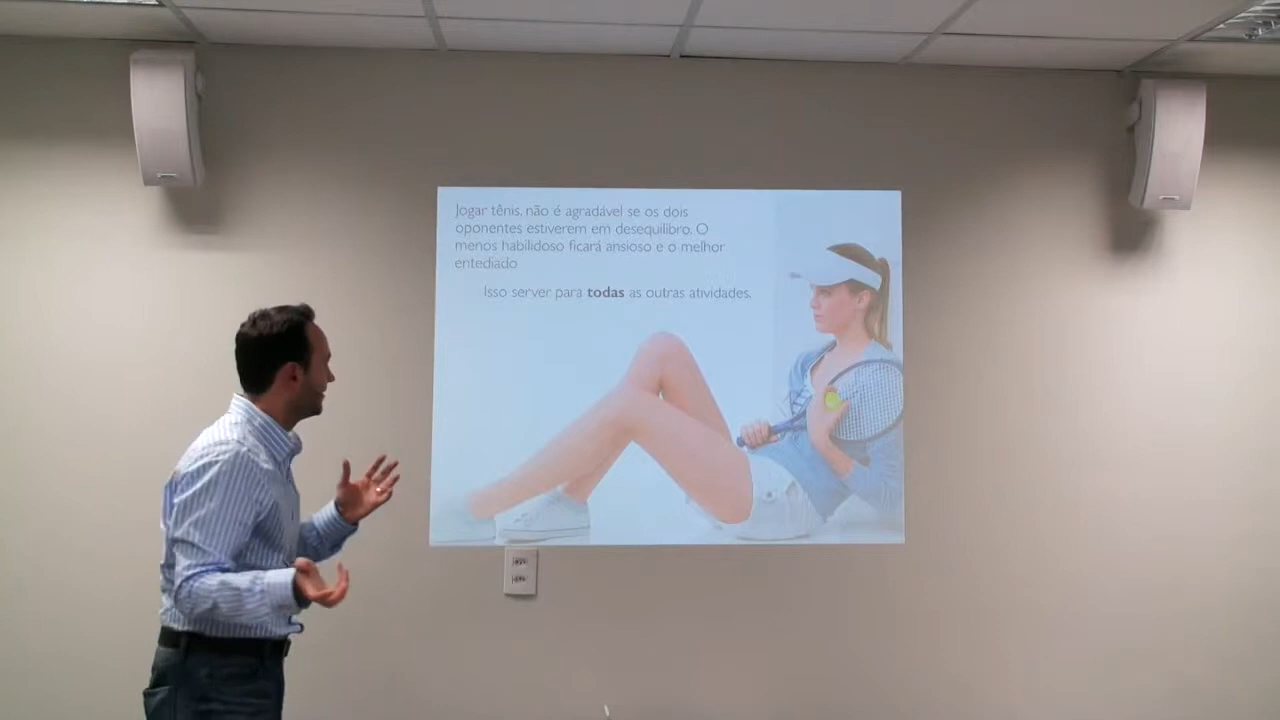 Jogar tênis, não é agradável se os dois
oponentes estiverem em desequilibro. O
menos habilidoso ficará ansioso e o melhor
entediado
Isso server para todas as outras atividades.